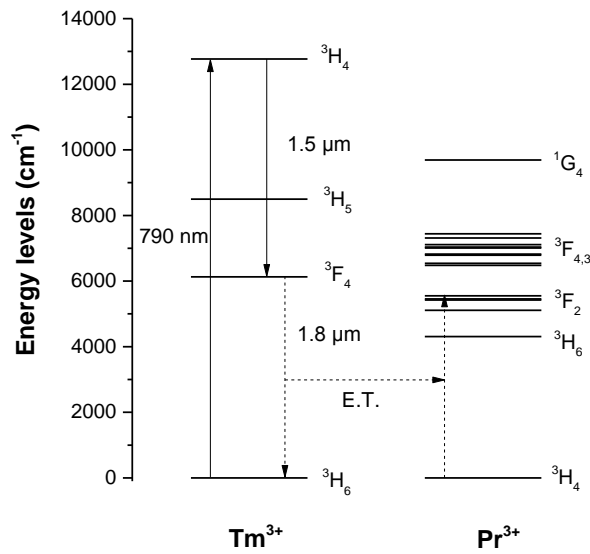 Energy levels (cm⁻¹)
14000
12000
10000
8000
6000
4000
2000
0
³H₄
1.5 µm
³H₅
790 nm
³F₄
1.8 µm
E.T.
³H₆
Tm³⁺
¹G₄
³F₄,₃
³F₂
³H₆
³H₄
Pr³⁺